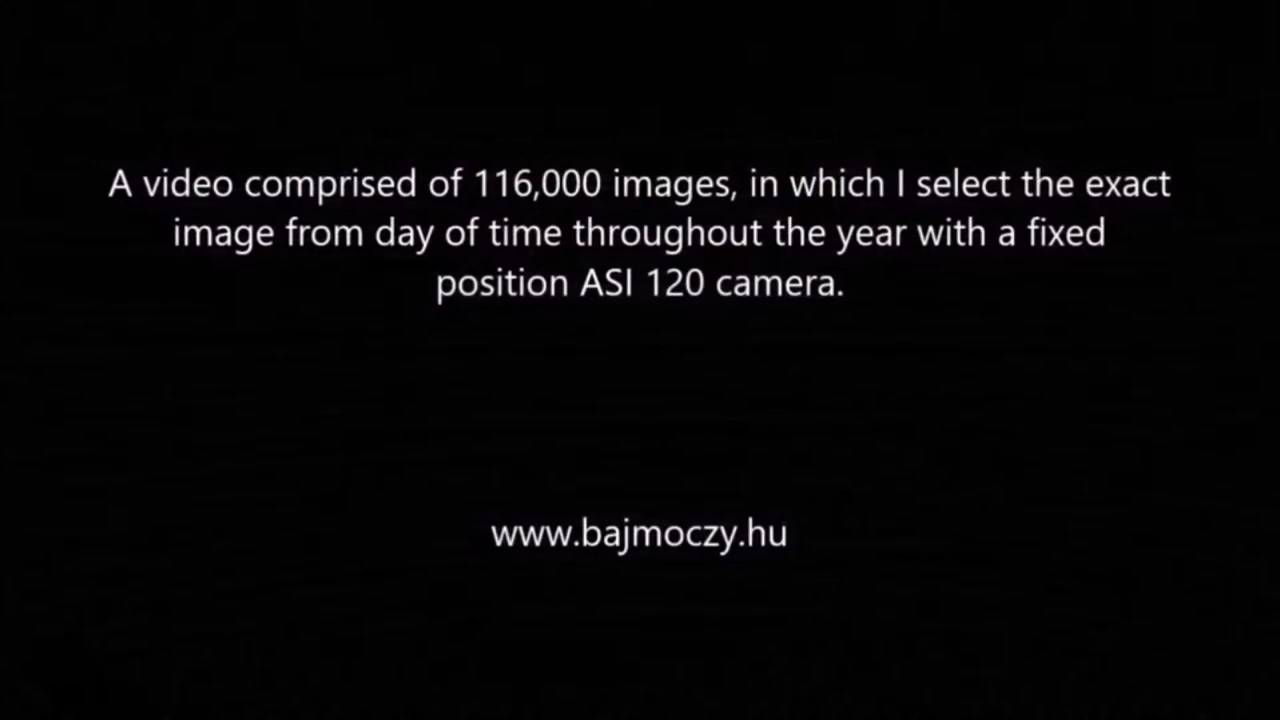 A video comprised of 116,000 images, in which I select the exact
image from day of time throughout the year with a fixed
position ASI 120 camera.
www.bajmoczy.hu